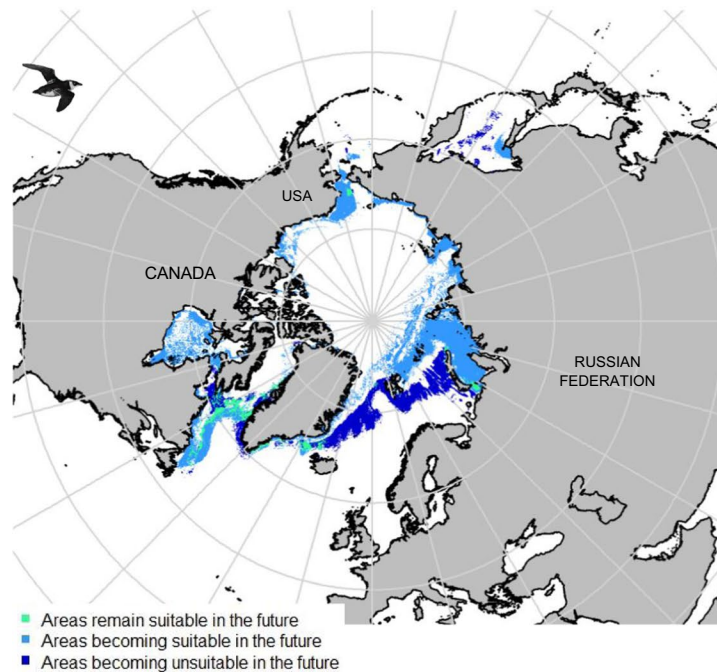 USA
CANADA
RUSSIAN
FEDERATION
Areas remain suitable in the future
Areas becoming suitable in the future
Areas becoming unsuitable in the future